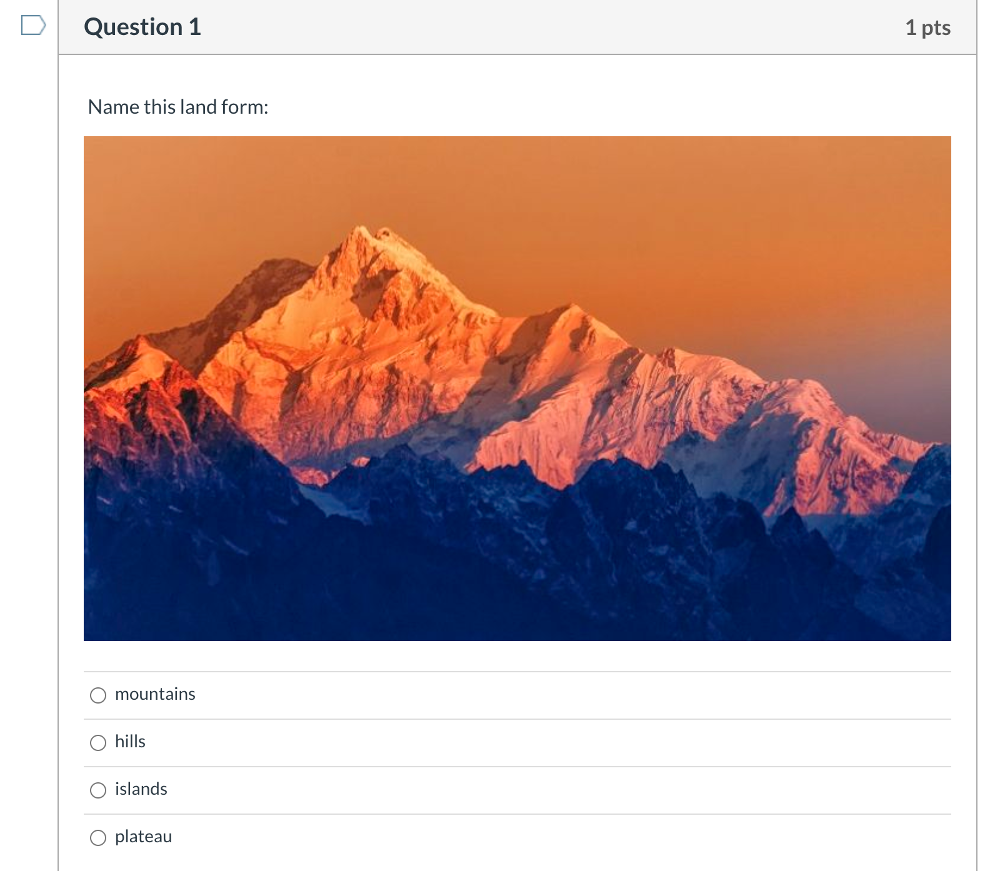 Question 1
1 pts
Name this land form:
mountains
hills
islands
plateau